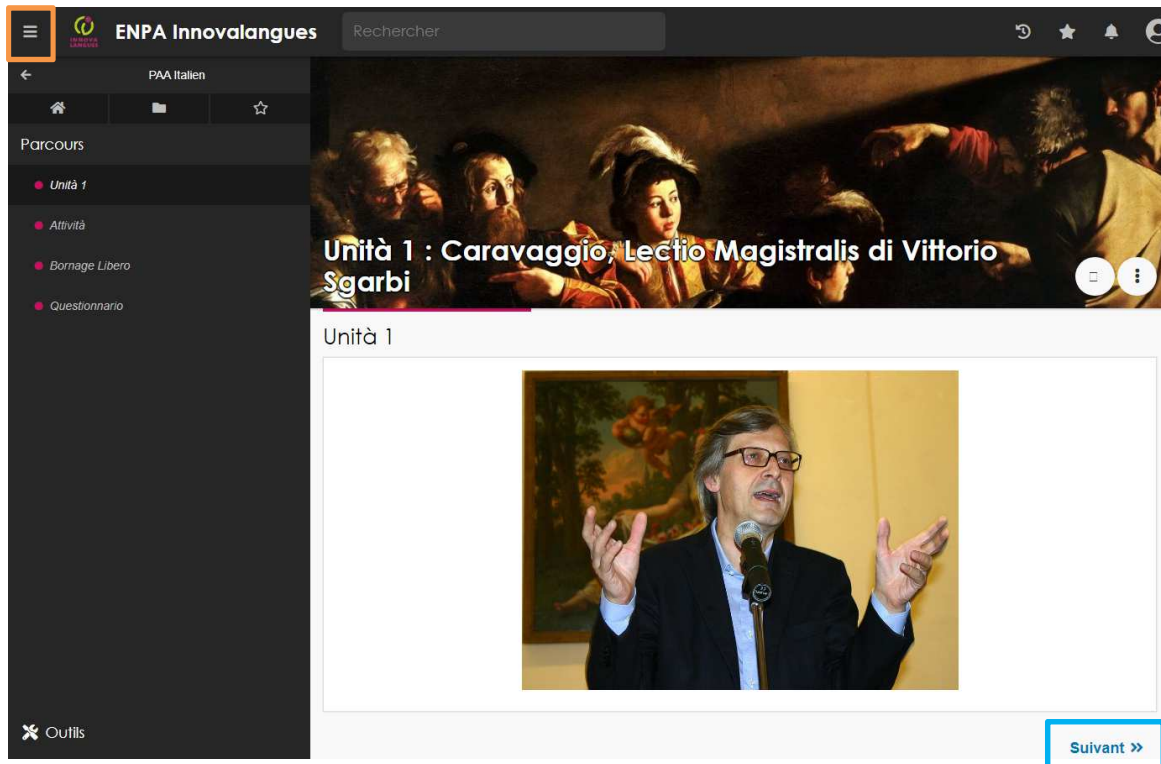 ENPA Innovalangues
Rechercher
PAA Italien
Parcours
Unità 1
Attività
Bornage Libero
Questionnario
Outils
Unità 1 : Caravaggio, Lectio Magistralis di Vittorio
Sgarbi
Unità 1
Suivant »